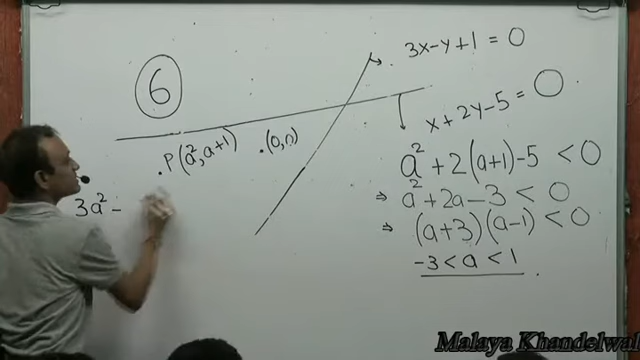 6
3x-y+1=0
x+2y-5=0
P(a²,a+1)
.(0,0)
a²+2(a+1)-5<0
⇒ a²+2a-3<0
⇒ (a+3)(a-1)<0
-3<a<1
3a²-
Malaya Khandelwal